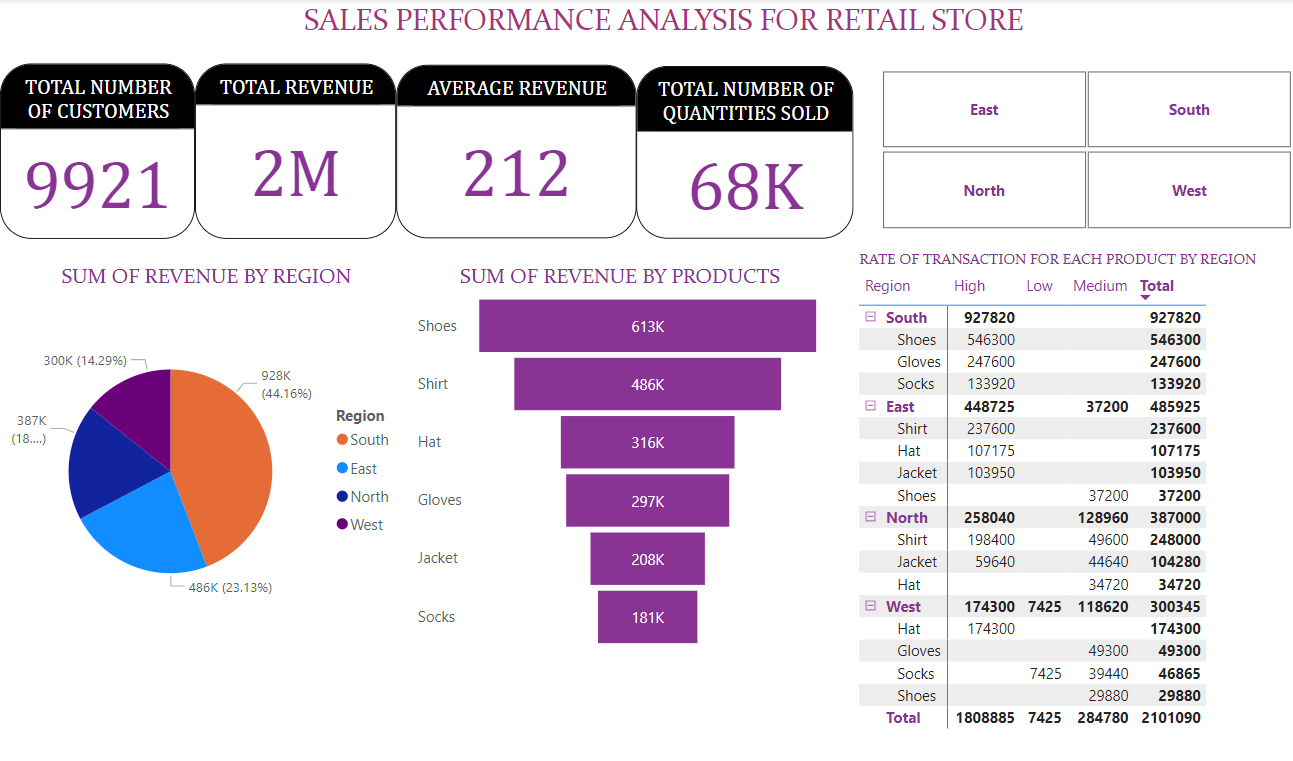 SALES PERFORMANCE ANALYSIS FOR RETAIL STORE
TOTAL NUMBER
OF CUSTOMERS
9921
TOTAL REVENUE
2M
AVERAGE REVENUE
212
TOTAL NUMBER OF
QUANTITIES SOLD
68K
East
South
North
West
SUM OF REVENUE BY REGION
300K (14.29%)
928K
(44.16%)
387K
(18....)
486K (23.13%)
Region
South
East
North
West
SUM OF REVENUE BY PRODUCTS
Shoes 613K
Shirt 486K
Hat 316K
Gloves 297K
Jacket 208K
Socks 181K
RATE OF TRANSACTION FOR EACH PRODUCT BY REGION
Region High Low Medium Total
South 927820 927820
Shoes 546300 546300
Gloves 247600 247600
Socks 133920 133920
East 448725 37200 485925
Shirt 237600 237600
Hat 107175 107175
Jacket 103950 103950
Shoes 37200 37200
North 258040 128960 387000
Shirt 198400 49600 248000
Jacket 59640 44640 104280
Hat 34720 34720
West 174300 7425 118620 300345
Hat 174300 174300
Gloves 49300 49300
Socks 7425 39440 46865
Shoes 29880 29880
Total 1808885 7425 284780 2101090